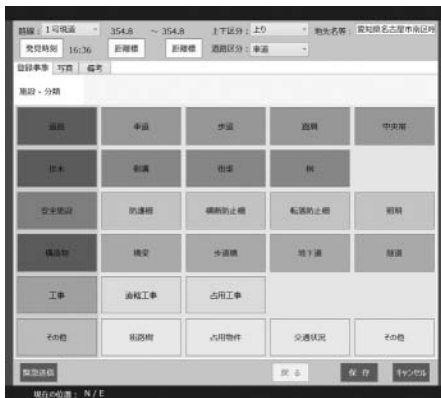 路線： 1号現道 354.8 ～ 354.8 上下区分： 上り 地先名等： 愛知県名古屋市南区呼
発見時刻 16:36 距離標 距離標 道路区分： 車道
登録事象 写真 備考
施設・分類
道路 車道 歩道 路肩 中央帯
排水 側溝 街渠 桝
安全施設 防護柵 横断防止柵 転落防止柵 照明
構造物 橋梁 歩道橋 地下道 隧道
工事 直轄工事 占用工事
その他 街路樹 占用物件 交通状況 その他
緊急送信 戻る 保存 キャンセル
現在の位置： N / E